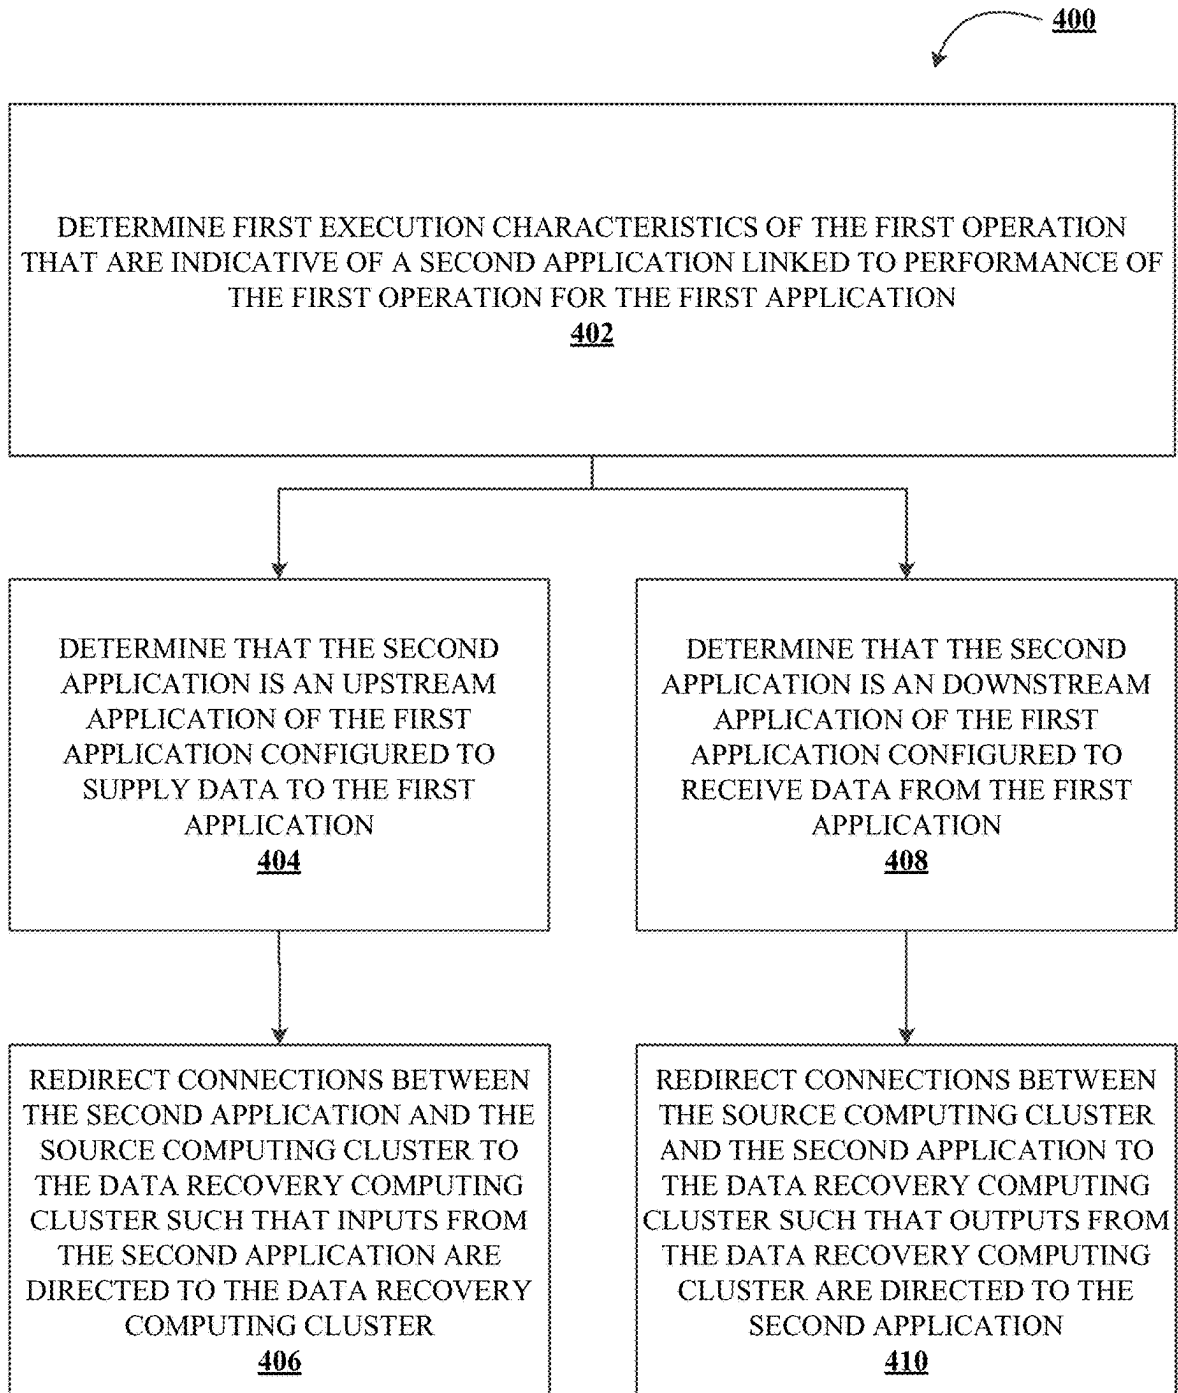 400
DETERMINE FIRST EXECUTION CHARACTERISTICS OF THE FIRST OPERATION
THAT ARE INDICATIVE OF A SECOND APPLICATION LINKED TO PERFORMANCE OF
THE FIRST OPERATION FOR THE FIRST APPLICATION
402
DETERMINE THAT THE SECOND
APPLICATION IS AN UPSTREAM
APPLICATION OF THE FIRST
APPLICATION CONFIGURED TO
SUPPLY DATA TO THE FIRST
APPLICATION
404
DETERMINE THAT THE SECOND
APPLICATION IS AN DOWNSTREAM
APPLICATION OF THE FIRST
APPLICATION CONFIGURED TO
RECEIVE DATA FROM THE FIRST
APPLICATION
408
REDIRECT CONNECTIONS BETWEEN
THE SECOND APPLICATION AND THE
SOURCE COMPUTING CLUSTER TO
THE DATA RECOVERY COMPUTING
CLUSTER SUCH THAT INPUTS FROM
THE SECOND APPLICATION ARE
DIRECTED TO THE DATA RECOVERY
COMPUTING CLUSTER
406
REDIRECT CONNECTIONS BETWEEN
THE SOURCE COMPUTING CLUSTER
AND THE SECOND APPLICATION TO
THE DATA RECOVERY COMPUTING
CLUSTER SUCH THAT OUTPUTS FROM
THE DATA RECOVERY COMPUTING
CLUSTER ARE DIRECTED TO THE
SECOND APPLICATION
410